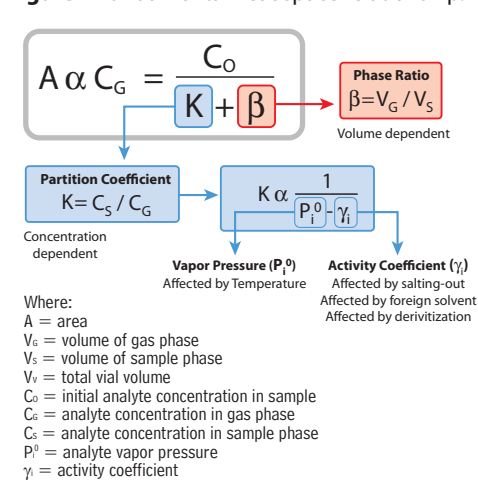 A α C_G = C_O / K + β
Phase Ratio
β=V_G / V_S
Volume dependent
Partition Coefficient
K= C_S / C_G
K α 1 / P_i^0 - γ_i
Concentration
dependent
Vapor Pressure (P_i^0)
Affected by Temperature
Activity Coefficient (γ_i)
Affected by salting-out
Affected by foreign solvent
Affected by derivitization
Where:
A = area
V_G = volume of gas phase
V_S = volume of sample phase
V_V = total vial volume
C_O = initial analyte concentration in sample
C_G = analyte concentration in gas phase
C_S = analyte concentration in sample phase
P_i^0 = analyte vapor pressure
γ_i = activity coefficient